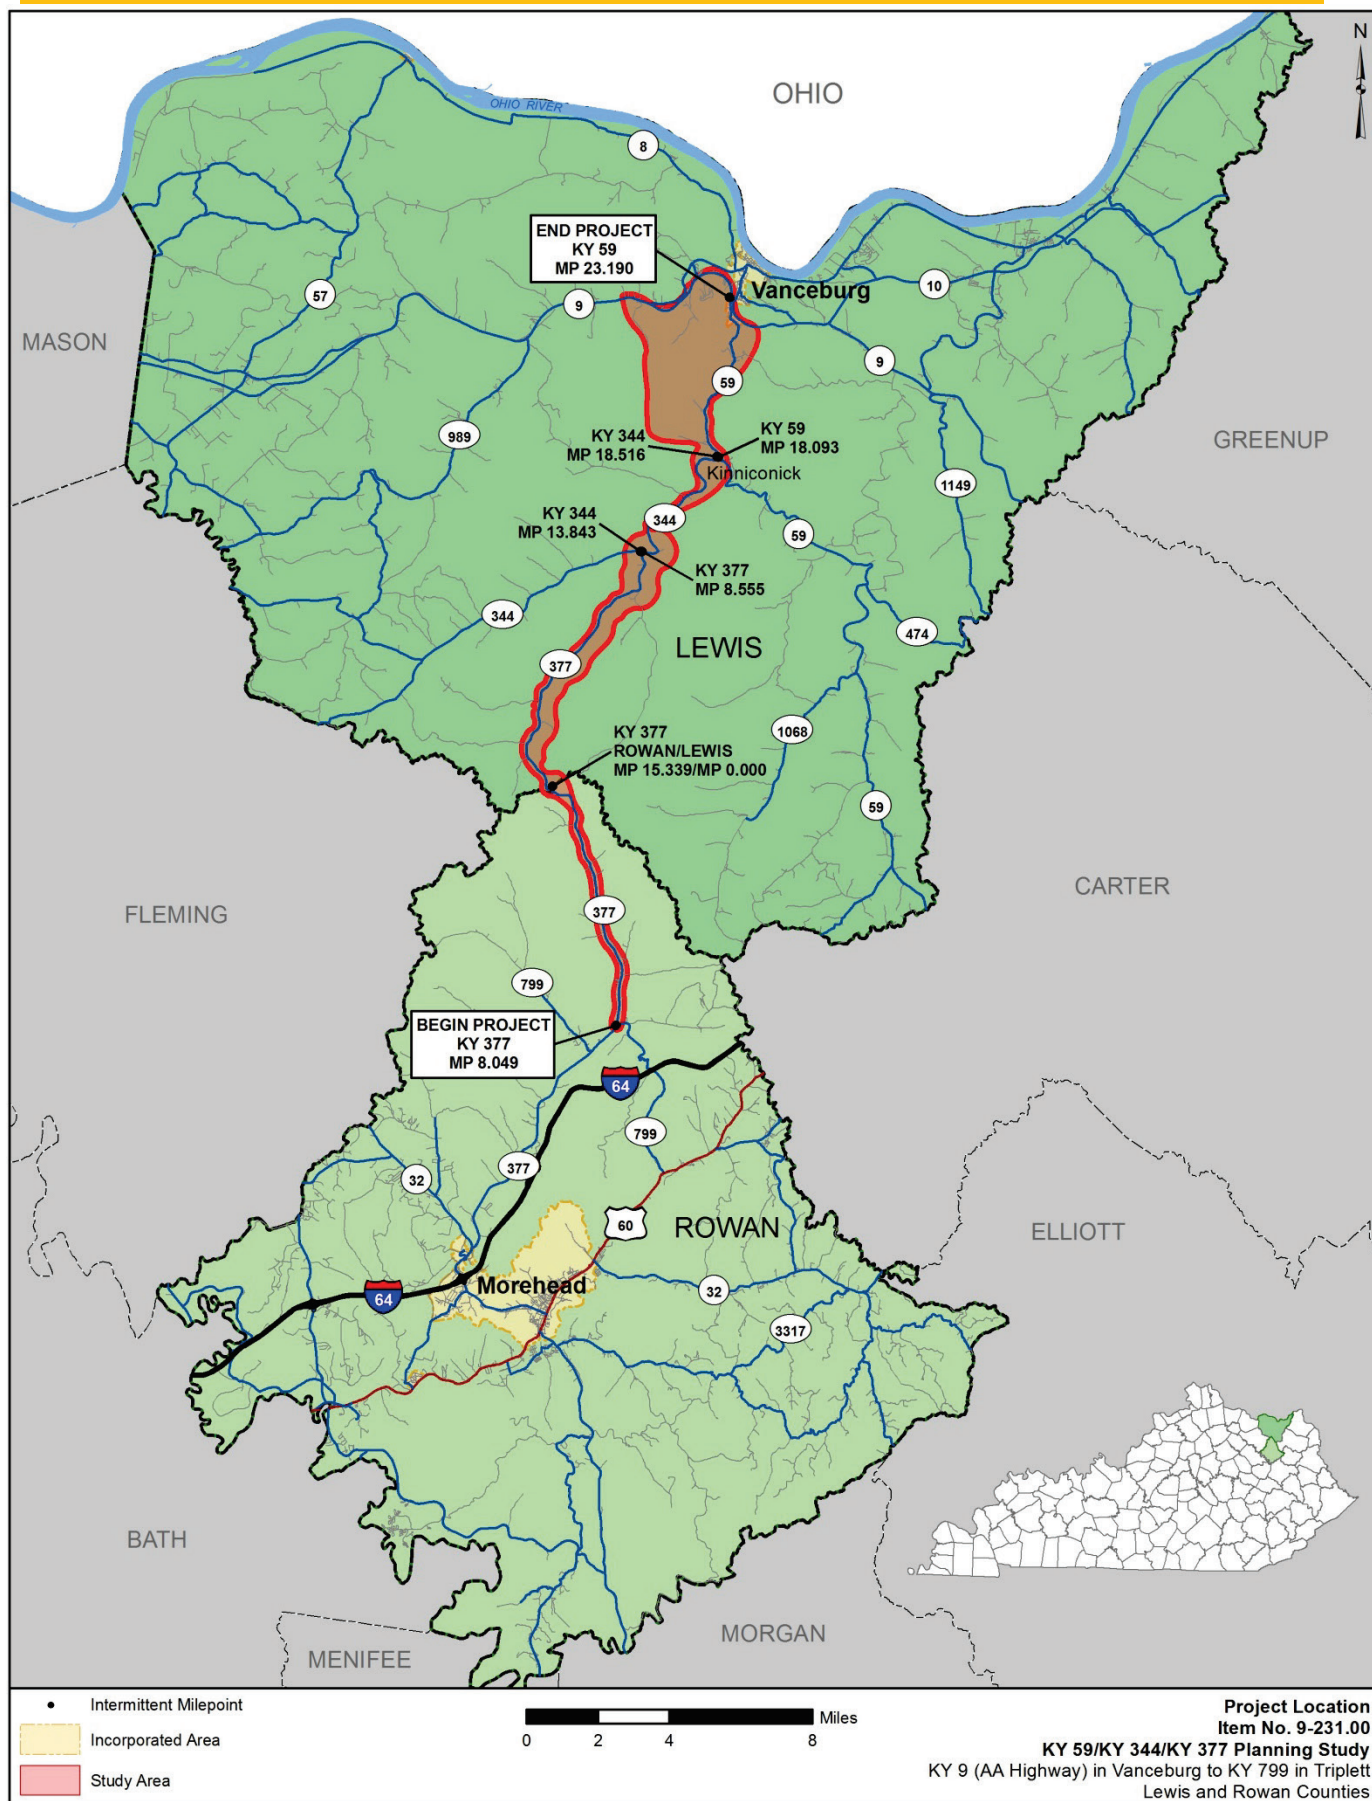 N
OHIO
OHIO RIVER
8
END PROJECT
KY 59
MP 23.190
Vanceburg
10
57
9
MASON
9
59
989
KY 344
MP 18.516
KY 59
MP 18.093
GREENUP
Kinniconick
1149
344
KY 344
MP 13.843
59
KY 377
MP 8.555
344
474
LEWIS
377
1068
KY 377
ROWAN/LEWIS
MP 15.339/MP 0.000
59
CARTER
FLEMING
377
799
BEGIN PROJECT
KY 377
MP 8.049
64
799
377
32
60
ROWAN
ELLIOTT
Morehead
64
32
3317
BATH
MORGAN
MENIFEE
Intermittent Milepoint
Incorporated Area
Study Area
Miles
0 2 4 8
Project Location
Item No. 9-231.00
KY 59/KY 344/KY 377 Planning Study
KY 9 (AA Highway) in Vanceburg to KY 799 in Triplett
Lewis and Rowan Counties